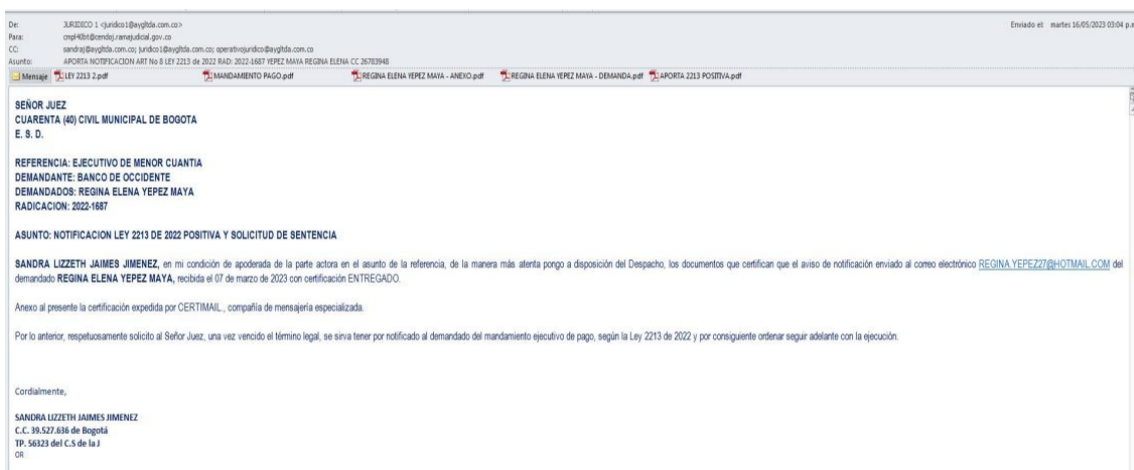 De: JURIDICO 1 <juridico1@aygltda.com.co> Enviado el: martes 16/05/2023 03:04 p.m
Para: cmpl40bt@cendoj.ramajudicial.gov.co
CC: sandraj@aygltda.com.co; juridico1@aygltda.com.co; operativojuridico@aygltda.com.co
Asunto: APORTA NOTIFICACION ART No 8 LEY 2213 de 2022 RAD: 2022-1687 YEPEZ MAYA REGINA ELENA CC 26783948
Mensaje LEY 2213 2.pdf MANDAMIENTO PAGO.pdf REGINA ELENA YEPEZ MAYA - ANEXO.pdf REGINA ELENA YEPEZ MAYA - DEMANDA.pdf APORTA 2213 POSITIVA.pdf
SEÑOR JUEZ
CUARENTA (40) CIVIL MUNICIPAL DE BOGOTA
E. S. D.
REFERENCIA: EJECUTIVO DE MENOR CUANTIA
DEMANDANTE: BANCO DE OCCIDENTE
DEMANDADOS: REGINA ELENA YEPEZ MAYA
RADICACION: 2022-1687
ASUNTO: NOTIFICACION LEY 2213 DE 2022 POSITIVA Y SOLICITUD DE SENTENCIA
SANDRA LIZZETH JAIMES JIMENEZ, en mi condición de apoderada de la parte actora en el asunto de la referencia, de la manera más atenta pongo a disposición del Despacho, los documentos que certifican que el aviso de notificación enviado al correo electrónico REGINA.YEPEZ27@HOTMAIL.COM del
demandado REGINA ELENA YEPEZ MAYA, recibida el 07 de marzo de 2023 con certificación ENTREGADO.
Anexo al presente la certificación expedida por CERTIMAIL., compañía de mensajería especializada.
Por lo anterior, respetuosamente solicito al Señor Juez, una vez vencido el término legal, se sirva tener por notificado al demandado del mandamiento ejecutivo de pago, según la Ley 2213 de 2022 y por consiguiente ordenar seguir adelante con la ejecución.
Cordialmente,
SANDRA LIZZETH JAIMES JIMENEZ
C.C. 39.527.636 de Bogotá
TP. 56323 del C.S de la J
OR